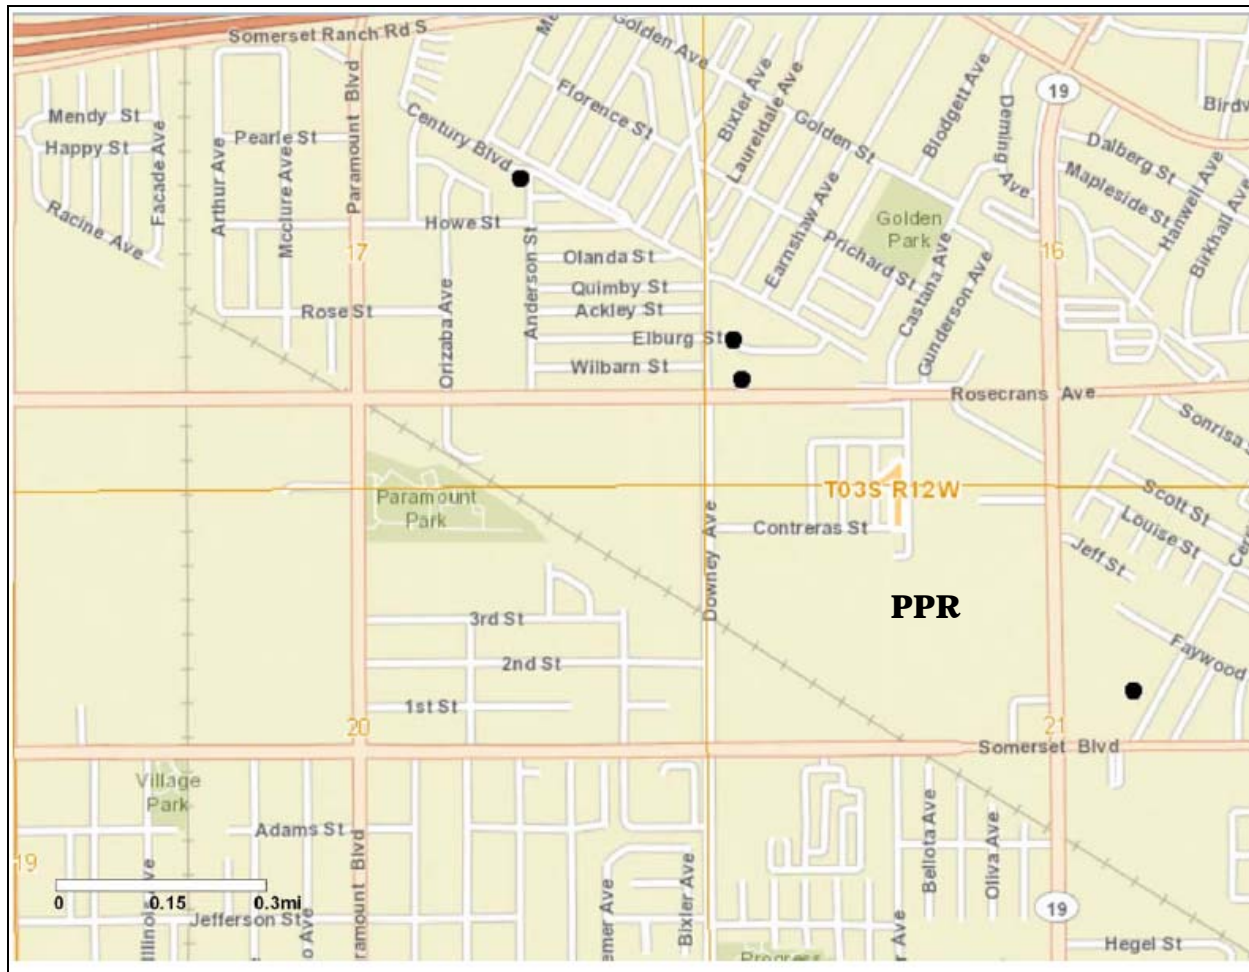 Somerset Ranch Rd S
Golden Ave
19
Mendy St
Happy St
Facade Ave
Racine Ave
Arthur Ave
Pearle St
Mcclure Ave
Paramount Blvd
Century Blvd
Florence St
Bixler Ave
Laureldale Ave
Golden St
Blodgett Ave
Deming Ave
Dalberg St
Mapleside St
Hanwell Ave
Birkhall Ave
Howe St
Golden
Park
17
16
Olanda St
Quimby St
Ackley St
Elburg St
Wilbarn St
Anderson St
Orizaba Ave
Rose St
Earnshaw Ave
Prichard St
Castana Ave
Gunderson Ave
Rosecrans Ave
Paramount
Park
T03S R12W
Contreras St
Downey Ave
Scott St
Louise St
Jeff St
PPR
Faywood
3rd St
2nd St
1st St
20
21
Somerset Blvd
Village
Park
Adams St
19
0 0.15 0.3mi
Jefferson St
Bixler Ave
Bellota Ave
Oliva Ave
19
Hegel St
Progress